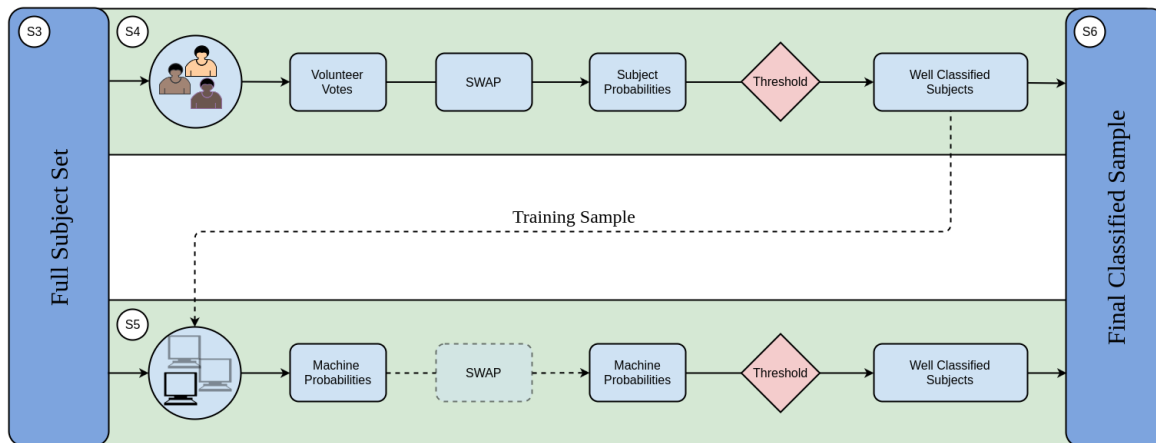 S3
Full Subject Set
S4
Volunteer
Votes
SWAP
Subject
Probabilities
Threshold
Well Classified
Subjects
S6
Final Classified Sample
Training Sample
S5
Machine
Probabilities
SWAP
Machine
Probabilities
Threshold
Well Classified
Subjects